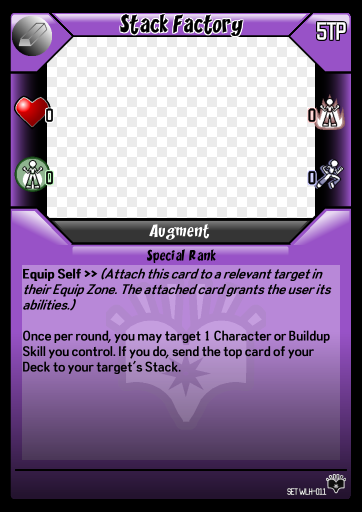 Stack Factory
5TP
0
0
0
0
Augment
Special Rank
Equip Self >> (Attach this card to a relevant target in
their Equip Zone. The attached card grants the user its
abilities.)
Once per round, you may target 1 Character or Buildup
Skill you control. If you do, send the top card of your
Deck to your target's Stack.
SET WLH-011